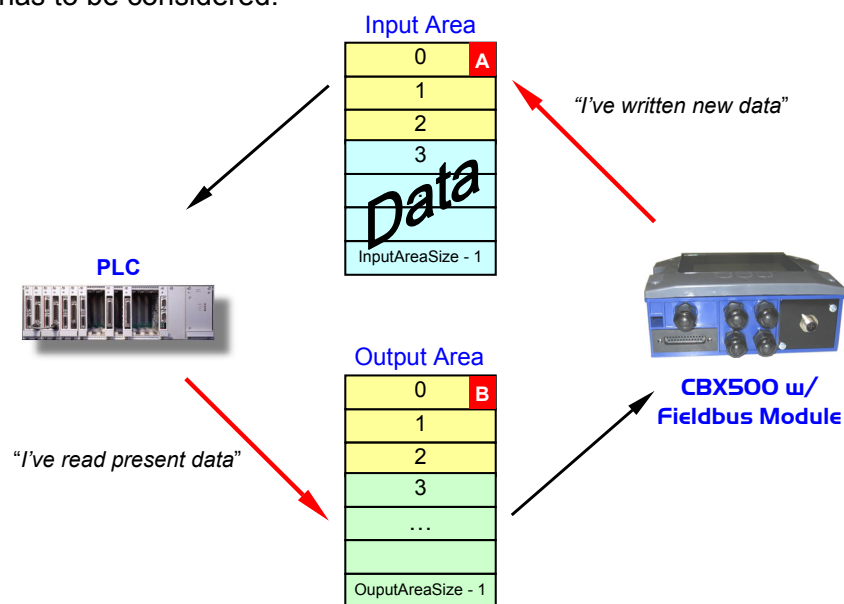 has to be considered.
Input Area
0 A
1
2
3
Data
InputAreaSize - 1
“I’ve written new data”
PLC
CBX500 w/
Fieldbus Module
Output Area
0 B
1
2
3
...
OuputAreaSize - 1
“I’ve read present data”